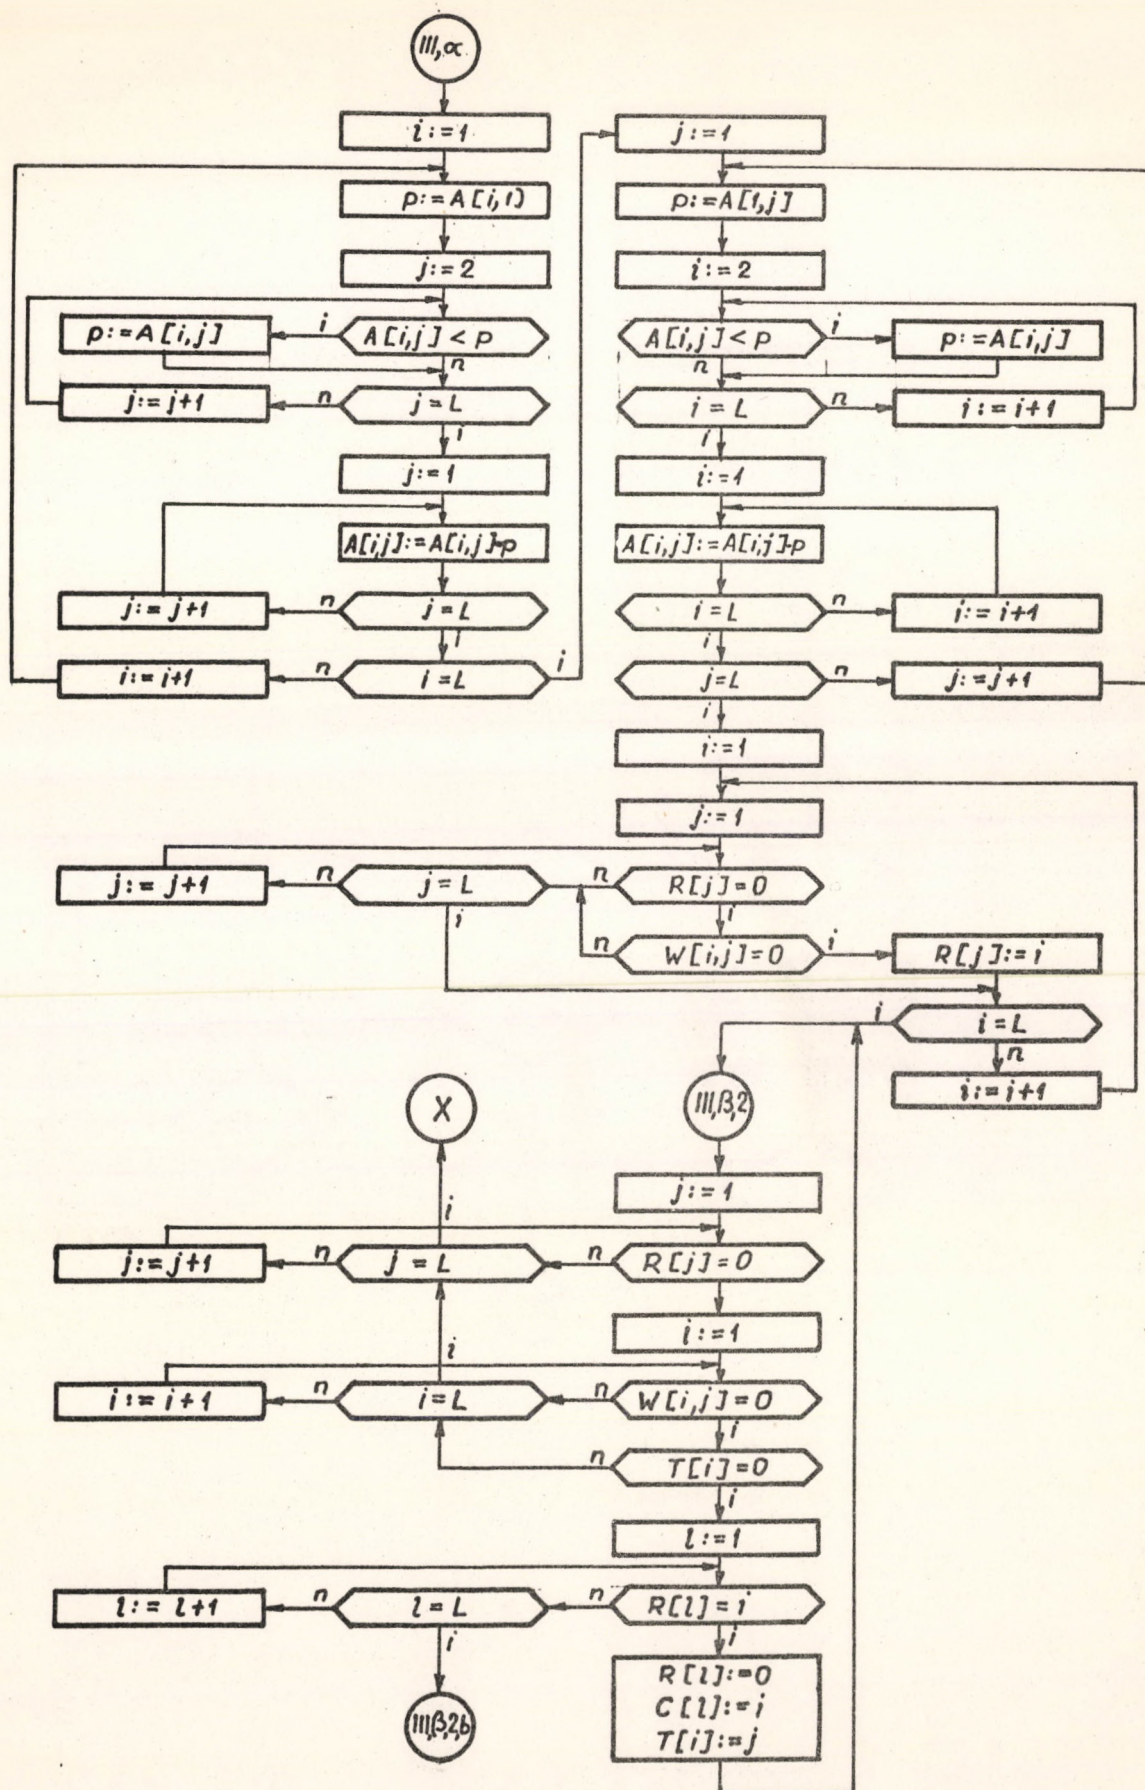 III,α
i:=1
p:=A[i,1)
j:=2
i
A[i,j]<p
p:=A[i,j]
n
j:=j+1
n
j=L
i
j:=1
A[i,j]:=A[i,j]-p
j:=j+1
n
j=L
i
i:=i+1
n
i=L
i
j:=1
p:=A[1,j]
i:=2
A[i,j]<p
i
p:=A[i,j]
n
i=L
n
i:=i+1
i
i:=1
A[i,j]:=A[i,j]-p
i=L
n
i:=i+1
i
j=L
n
j:=j+1
i
i:=1
j:=1
j:=j+1
n
j=L
n
R[j]=0
i
i
n
W[i,j]=0
i
R[j]:=i
i
i=L
n
i:=i+1
X
III,β,2
j:=1
i
j:=j+1
n
j=L
n
R[j]=0
i:=1
i
i:=i+1
n
i=L
n
W[i,j]=0
i
n
T[i]=0
i
l:=1
l:=l+1
n
l=L
n
R[l]=i
i
i
R[l]:=0
C[l]:=i
T[i]:=j
III,β,2,b